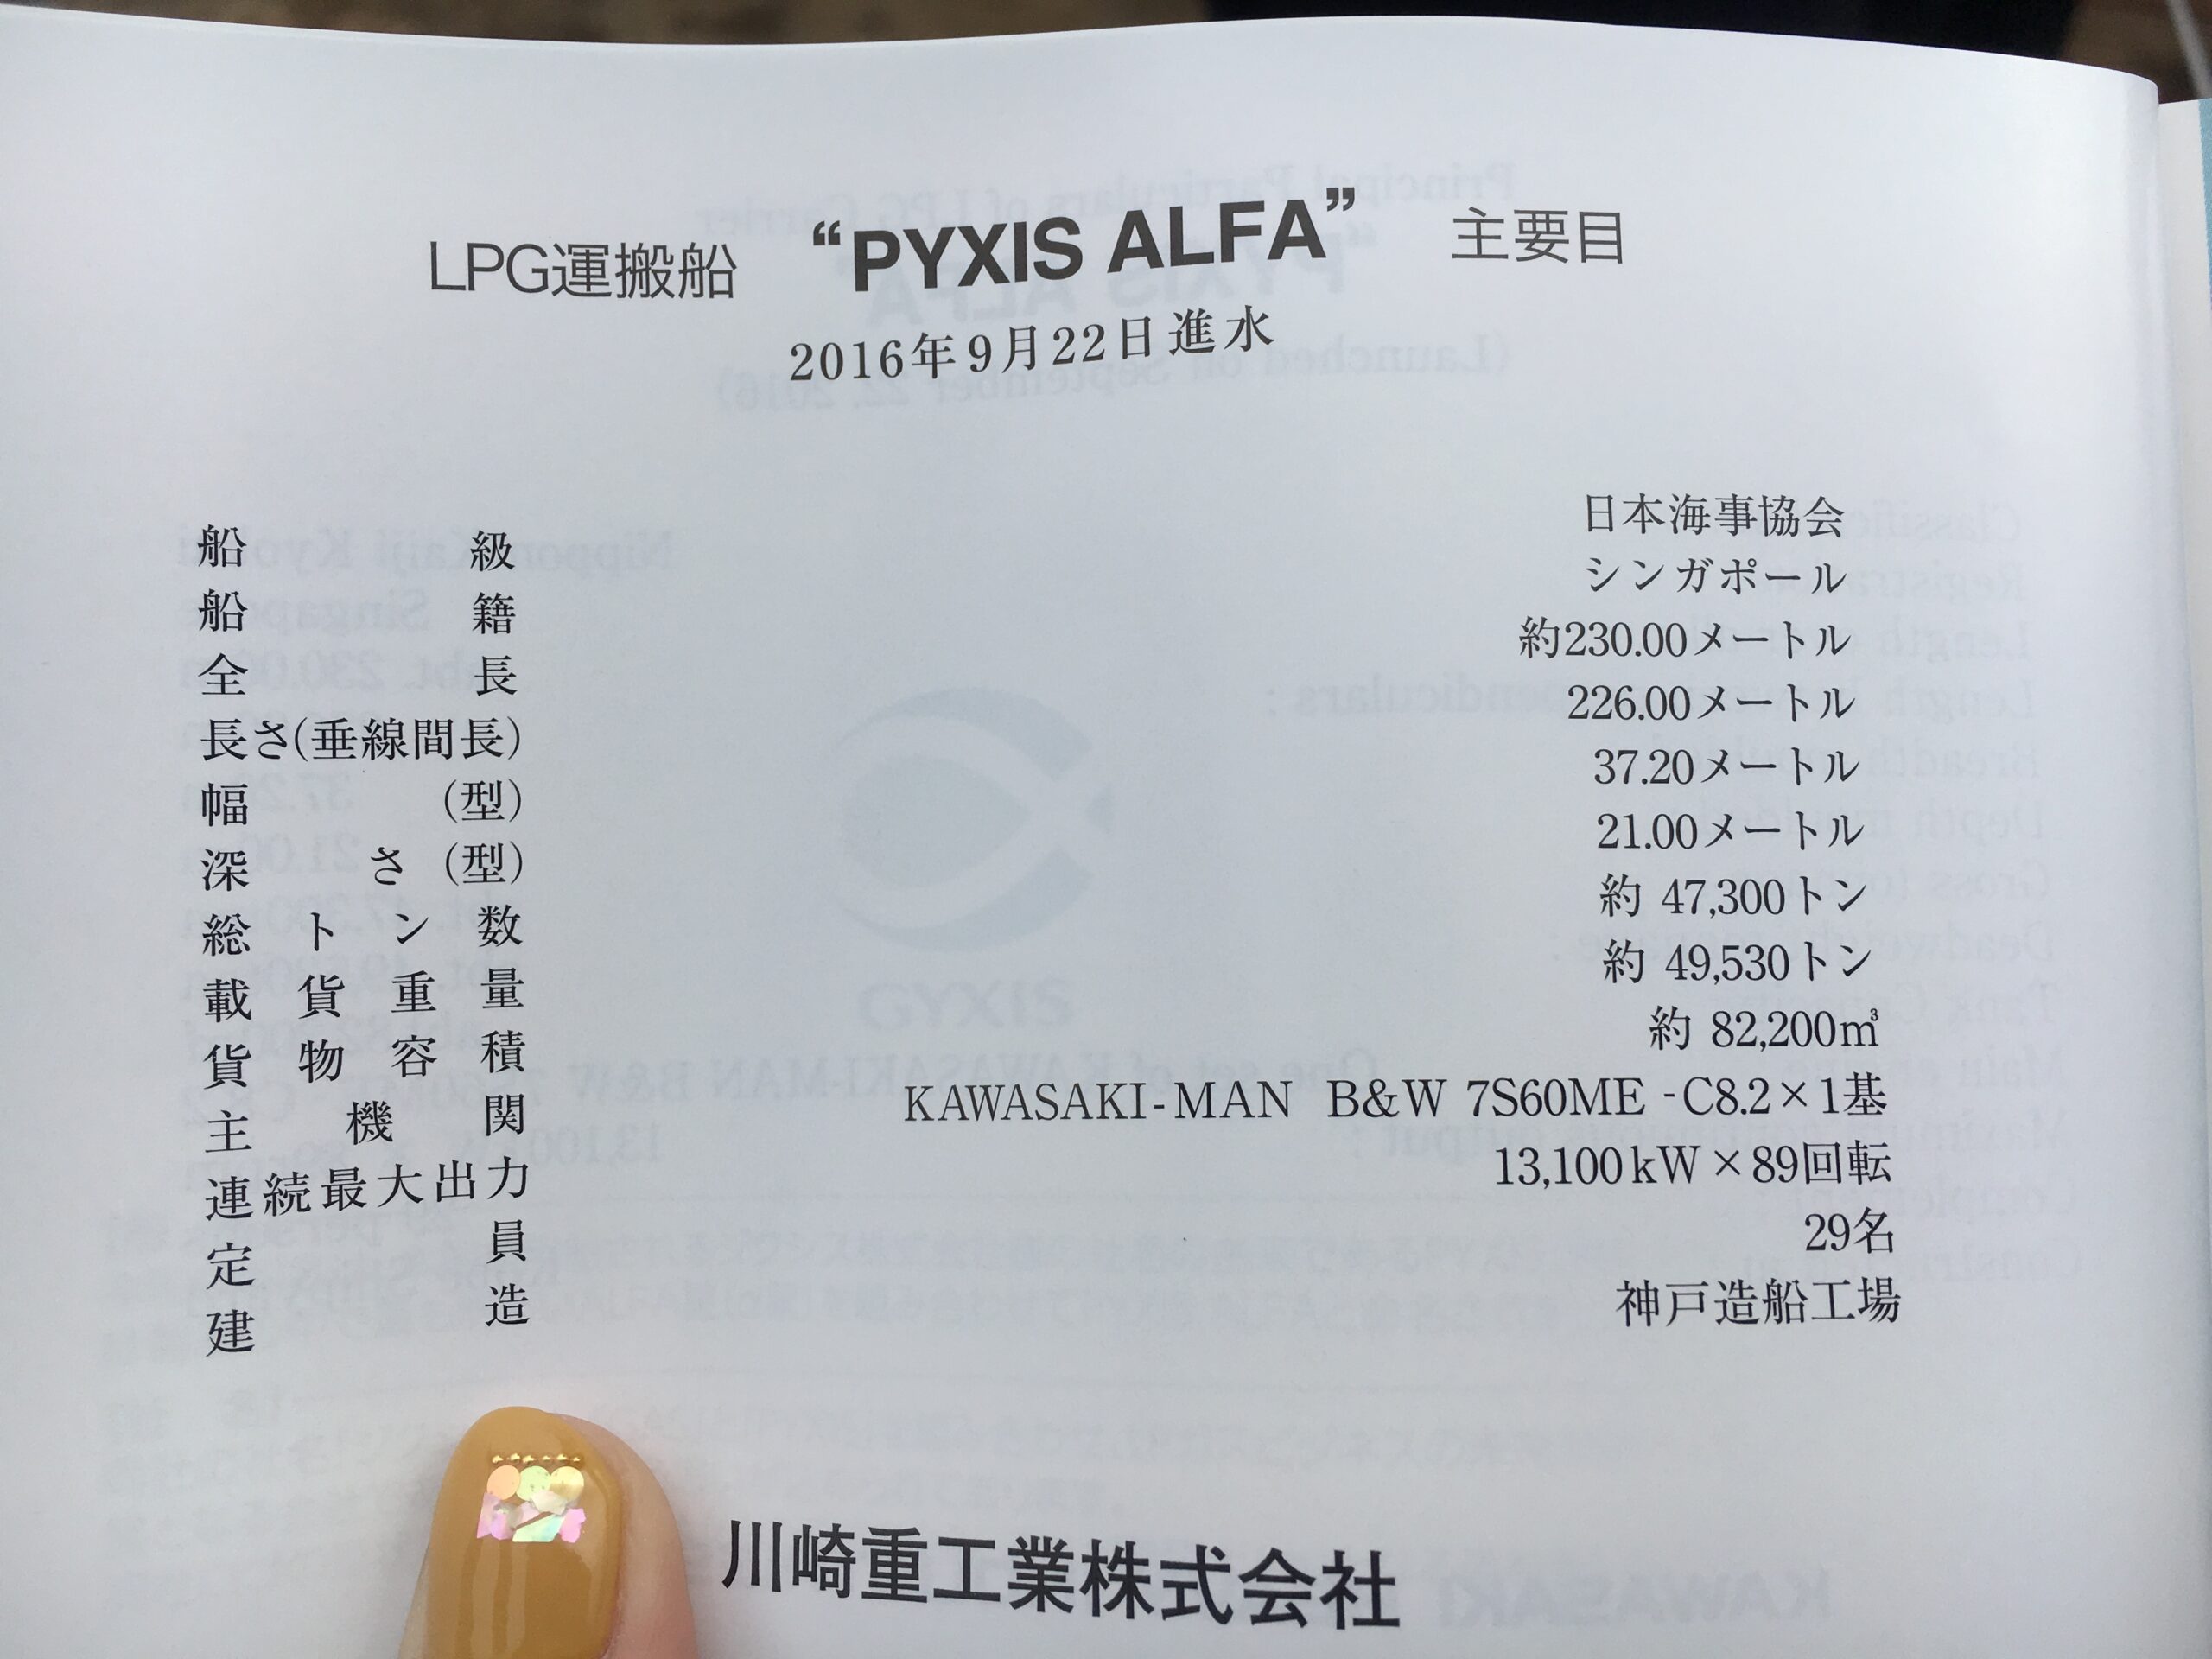 LPG運搬船 “PYXIS ALFA” 主要目
2016年9月22日進水
船級 日本海事協会
船籍 シンガポール
全長 約230.00メートル
長さ(垂線間長) 226.00メートル
幅(型) 37.20メートル
深さ(型) 21.00メートル
総トン数 約 47,300トン
載貨重量 約 49,530トン
貨物容積 約 82,200㎥
主機関 KAWASAKI-MAN B&W 7S60ME -C8.2×1基
連続最大出力 13,100kW×89回転
定員 29名
建造 神戸造船工場
川崎重工業株式会社